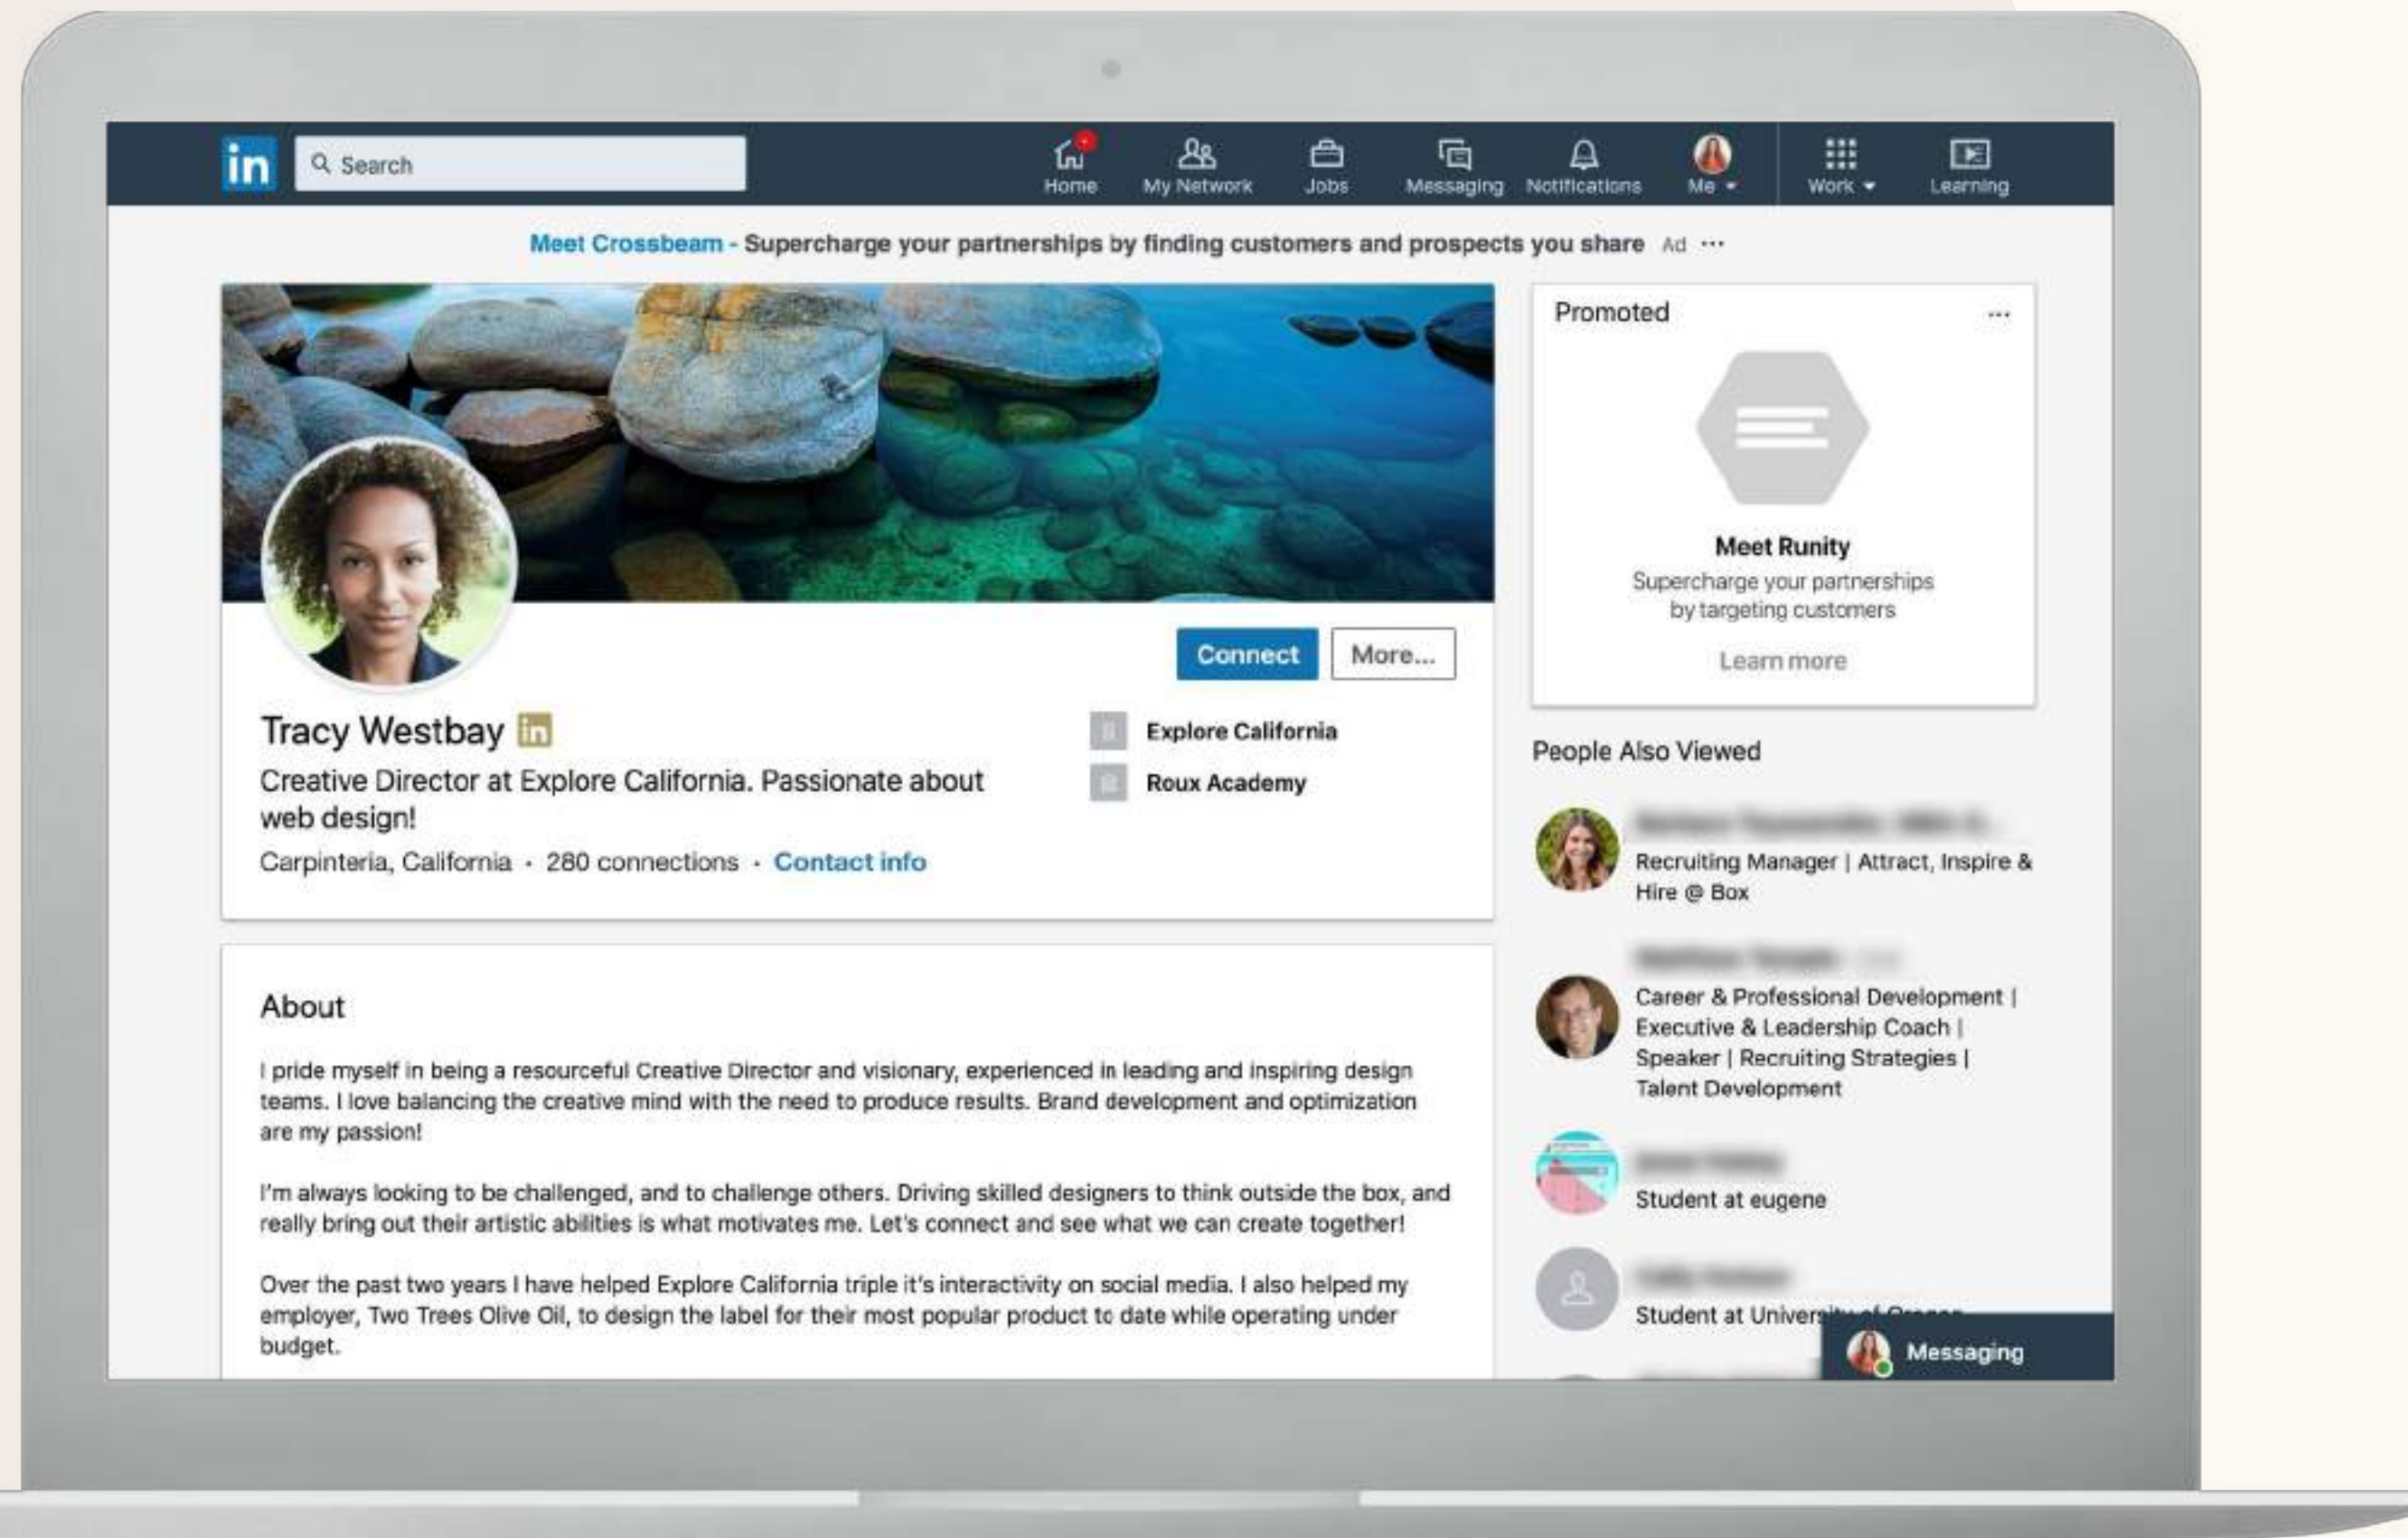 in
Search
Home
My Network
Jobs
Messaging
Notifications
Me
Work
Learning
Meet Crossbeam - Supercharge your partnerships by finding customers and prospects you share Ad ...
Connect
More...
Tracy Westbay in
Creative Director at Explore California. Passionate about
web design!
Carpinteria, California · 280 connections · Contact info
Explore California
Roux Academy
About
I pride myself in being a resourceful Creative Director and visionary, experienced in leading and inspiring design
teams. I love balancing the creative mind with the need to produce results. Brand development and optimization
are my passion!
I'm always looking to be challenged, and to challenge others. Driving skilled designers to think outside the box, and
really bring out their artistic abilities is what motivates me. Let's connect and see what we can create together!
Over the past two years I have helped Explore California triple it's interactivity on social media. I also helped my
employer, Two Trees Olive Oil, to design the label for their most popular product to date while operating under
budget.
Promoted ...
Meet Runity
Supercharge your partnerships
by targeting customers
Learn more
People Also Viewed
Recruiting Manager | Attract, Inspire &
Hire @ Box
Career & Professional Development |
Executive & Leadership Coach |
Speaker | Recruiting Strategies |
Talent Development
Student at eugene
Student at University of Oregon
Messaging